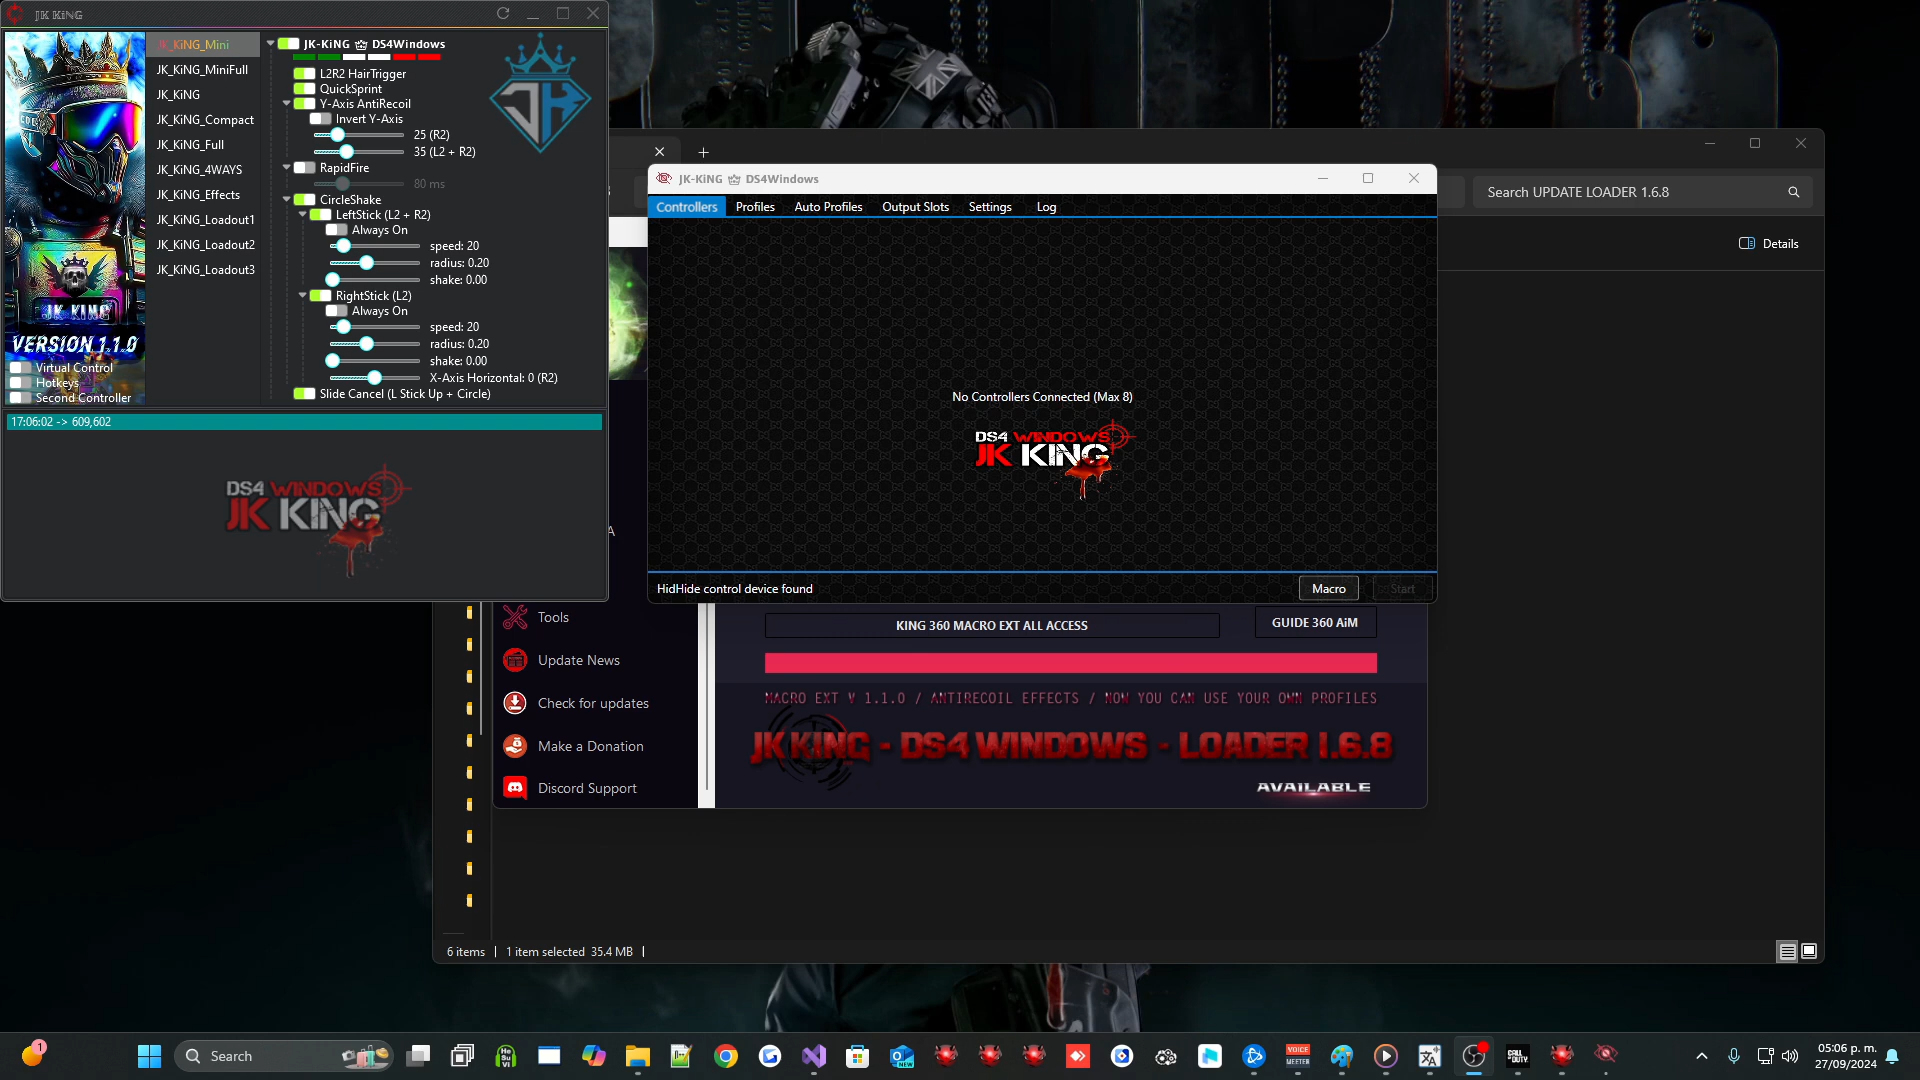 JK KiNG
JK_KiNG_Mini
JK_KiNG_MiniFull
JK_KiNG
JK_KiNG_Compact
JK_KiNG_Full
JK_KiNG_4WAYS
JK_KiNG_Effects
JK_KiNG_Loadout1
JK_KiNG_Loadout2
JK_KiNG_Loadout3
JK KING
VERSION 1.1.0
Virtual Control
Hotkeys
Second Controller
JK-KiNG DS4Windows
L2R2 HairTrigger
QuickSprint
Y-Axis AntiRecoil
Invert Y-Axis
25 (R2)
35 (L2 + R2)
RapidFire
80 ms
CircleShake
LeftStick (L2 + R2)
Always On
speed: 20
radius: 0.20
shake: 0.00
RightStick (L2)
Always On
speed: 20
radius: 0.20
shake: 0.00
X-Axis Horizontal: 0 (R2)
Slide Cancel (L Stick Up + Circle)
17:06:02 -> 609,602
DS4 WINDOWS
JK KING
JK-KiNG DS4Windows
Controllers Profiles Auto Profiles Output Slots Settings Log
No Controllers Connected (Max 8)
DS4 WINDOWS
JK KING
HidHide control device found
Macro
Start
Search UPDATE LOADER 1.6.8
Details
Tools
Update News
Check for updates
Make a Donation
Discord Support
KING 360 MACRO EXT ALL ACCESS
GUIDE 360 AiM
MACRO EXT V 1.1.0 / ANTIRECOIL EFFECTS / NOW YOU CAN USE YOUR OWN PROFILES
JK KING - DS4 WINDOWS - LOADER 1.6.8
AVAILABLE
6 items
1 item selected 35.4 MB
1
Search
NEW
VOICE
MEETER
CALL DUTY
05:06 p. m.
27/09/2024